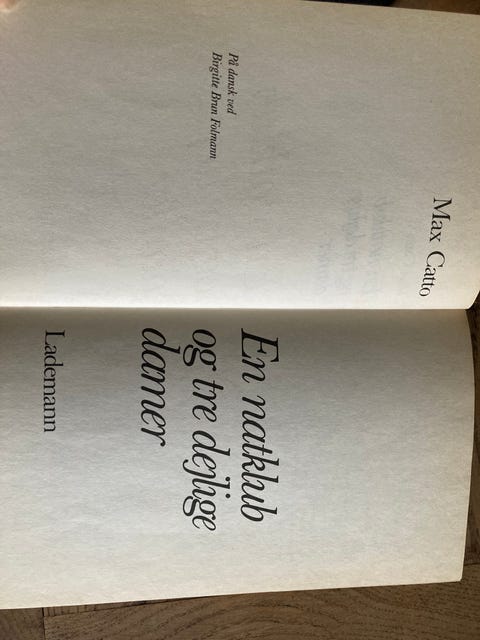 Max Catto
På dansk ved
Birgitte Brun Folmann
En natklub
og tre dejlige
damer
Lademann